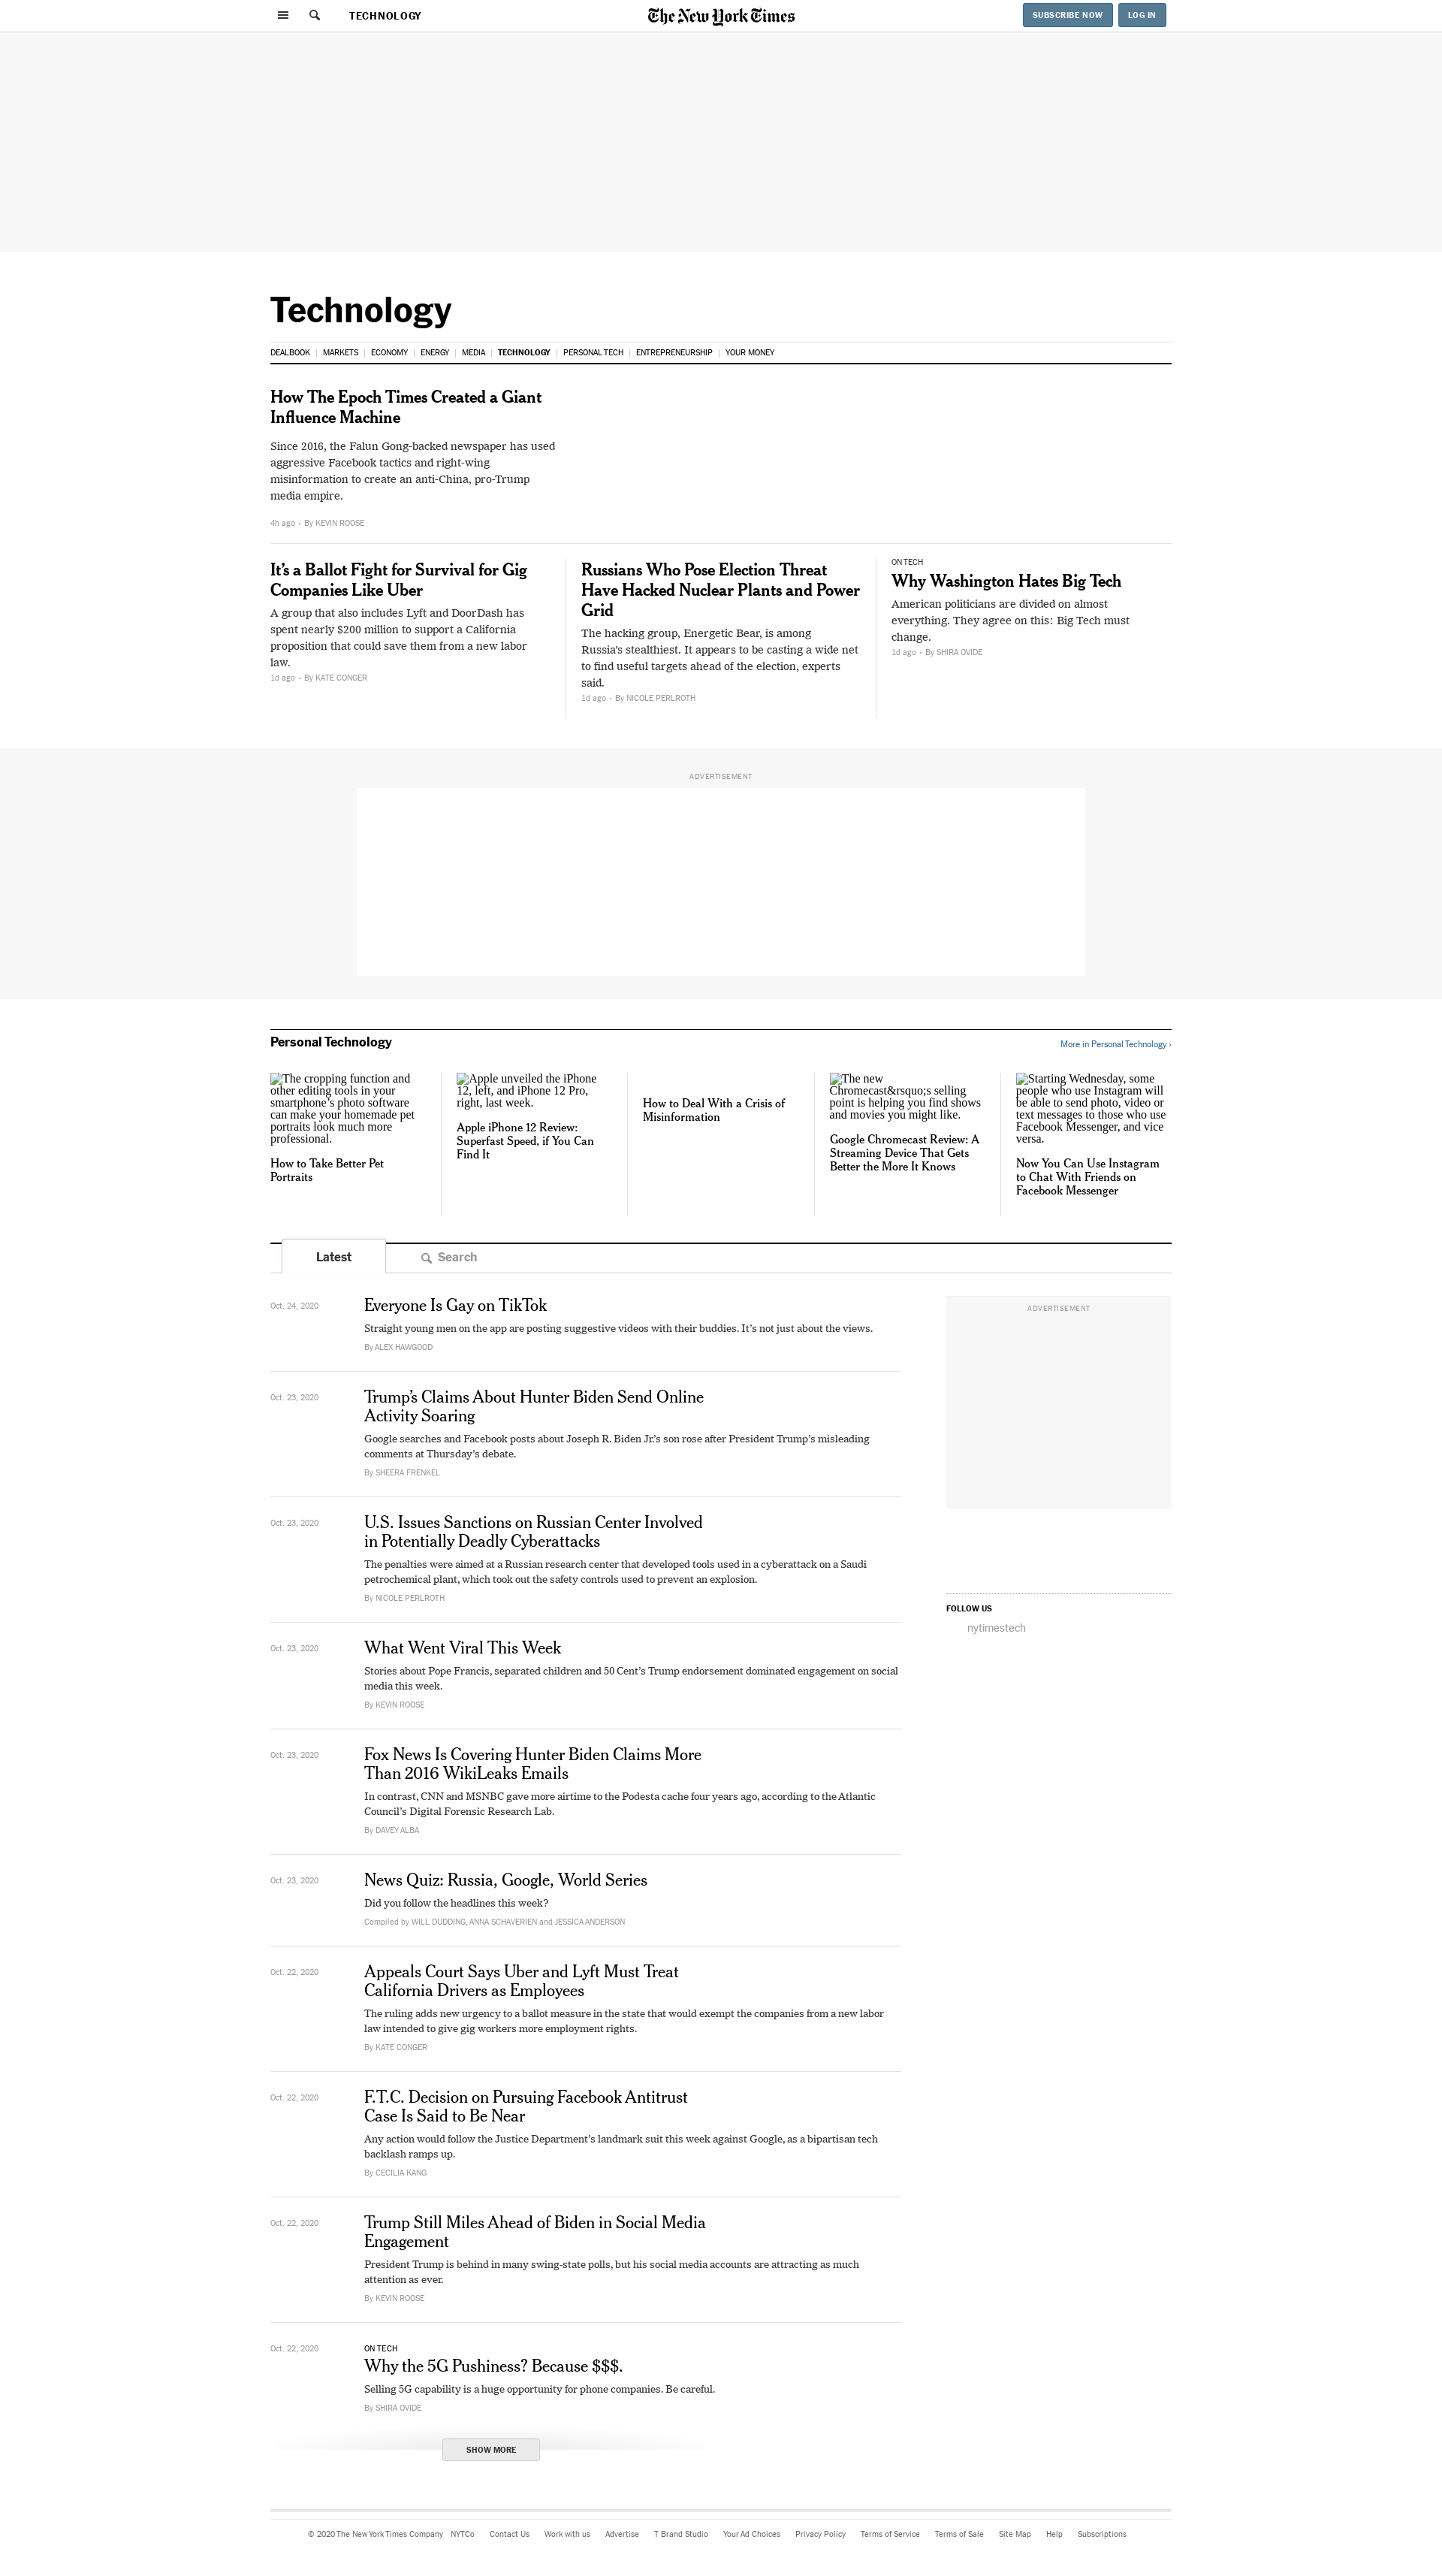 TECHNOLOGY
The New York Times
SUBSCRIBE NOW
LOG IN
Technology
DEALBOOK
MARKETS
ECONOMY
ENERGY
MEDIA
TECHNOLOGY
PERSONAL TECH
ENTREPRENEURSHIP
YOUR MONEY
How The Epoch Times Created a Giant
Influence Machine
Since 2016, the Falun Gong-backed newspaper has used
aggressive Facebook tactics and right-wing
misinformation to create an anti-China, pro-Trump
media empire.
4h ago • By KEVIN ROOSE
It’s a Ballot Fight for Survival for Gig
Companies Like Uber
A group that also includes Lyft and DoorDash has
spent nearly $200 million to support a California
proposition that could save them from a new labor
law.
1d ago • By KATE CONGER
Russians Who Pose Election Threat
Have Hacked Nuclear Plants and Power
Grid
The hacking group, Energetic Bear, is among
Russia’s stealthiest. It appears to be casting a wide net
to find useful targets ahead of the election, experts
said.
1d ago • By NICOLE PERLROTH
ON TECH
Why Washington Hates Big Tech
American politicians are divided on almost
everything. They agree on this: Big Tech must
change.
1d ago • By SHIRA OVIDE
ADVERTISEMENT
Personal Technology
More in Personal Technology ›
The cropping function and
other editing tools in your
smartphone’s photo software
can make your homemade pet
portraits look much more
professional.
How to Take Better Pet
Portraits
Apple unveiled the iPhone
12, left, and iPhone 12 Pro,
right, last week.
Apple iPhone 12 Review:
Superfast Speed, if You Can
Find It
How to Deal With a Crisis of
Misinformation
The new
Chromecast&rsquo;s selling
point is helping you find shows
and movies you might like.
Google Chromecast Review: A
Streaming Device That Gets
Better the More It Knows
Starting Wednesday, some
people who use Instagram will
be able to send photo, video or
text messages to those who use
Facebook Messenger, and vice
versa.
Now You Can Use Instagram
to Chat With Friends on
Facebook Messenger
Latest
Search
Oct. 24, 2020
Everyone Is Gay on TikTok
Straight young men on the app are posting suggestive videos with their buddies. It’s not just about the views.
By ALEX HAWGOOD
ADVERTISEMENT
Oct. 23, 2020
Trump’s Claims About Hunter Biden Send Online
Activity Soaring
Google searches and Facebook posts about Joseph R. Biden Jr.’s son rose after President Trump’s misleading
comments at Thursday’s debate.
By SHEERA FRENKEL
Oct. 23, 2020
U.S. Issues Sanctions on Russian Center Involved
in Potentially Deadly Cyberattacks
The penalties were aimed at a Russian research center that developed tools used in a cyberattack on a Saudi
petrochemical plant, which took out the safety controls used to prevent an explosion.
By NICOLE PERLROTH
FOLLOW US
nytimestech
Oct. 23, 2020
What Went Viral This Week
Stories about Pope Francis, separated children and 50 Cent’s Trump endorsement dominated engagement on social
media this week.
By KEVIN ROOSE
Oct. 23, 2020
Fox News Is Covering Hunter Biden Claims More
Than 2016 WikiLeaks Emails
In contrast, CNN and MSNBC gave more airtime to the Podesta cache four years ago, according to the Atlantic
Council’s Digital Forensic Research Lab.
By DAVEY ALBA
Oct. 23, 2020
News Quiz: Russia, Google, World Series
Did you follow the headlines this week?
Compiled by WILL DUDDING, ANNA SCHAVERIEN and JESSICA ANDERSON
Oct. 22, 2020
Appeals Court Says Uber and Lyft Must Treat
California Drivers as Employees
The ruling adds new urgency to a ballot measure in the state that would exempt the companies from a new labor
law intended to give gig workers more employment rights.
By KATE CONGER
Oct. 22, 2020
F.T.C. Decision on Pursuing Facebook Antitrust
Case Is Said to Be Near
Any action would follow the Justice Department’s landmark suit this week against Google, as a bipartisan tech
backlash ramps up.
By CECILIA KANG
Oct. 22, 2020
Trump Still Miles Ahead of Biden in Social Media
Engagement
President Trump is behind in many swing-state polls, but his social media accounts are attracting as much
attention as ever.
By KEVIN ROOSE
Oct. 22, 2020
ON TECH
Why the 5G Pushiness? Because $$$.
Selling 5G capability is a huge opportunity for phone companies. Be careful.
By SHIRA OVIDE
SHOW MORE
© 2020 The New York Times Company
NYTCo
Contact Us
Work with us
Advertise
T Brand Studio
Your Ad Choices
Privacy Policy
Terms of Service
Terms of Sale
Site Map
Help
Subscriptions